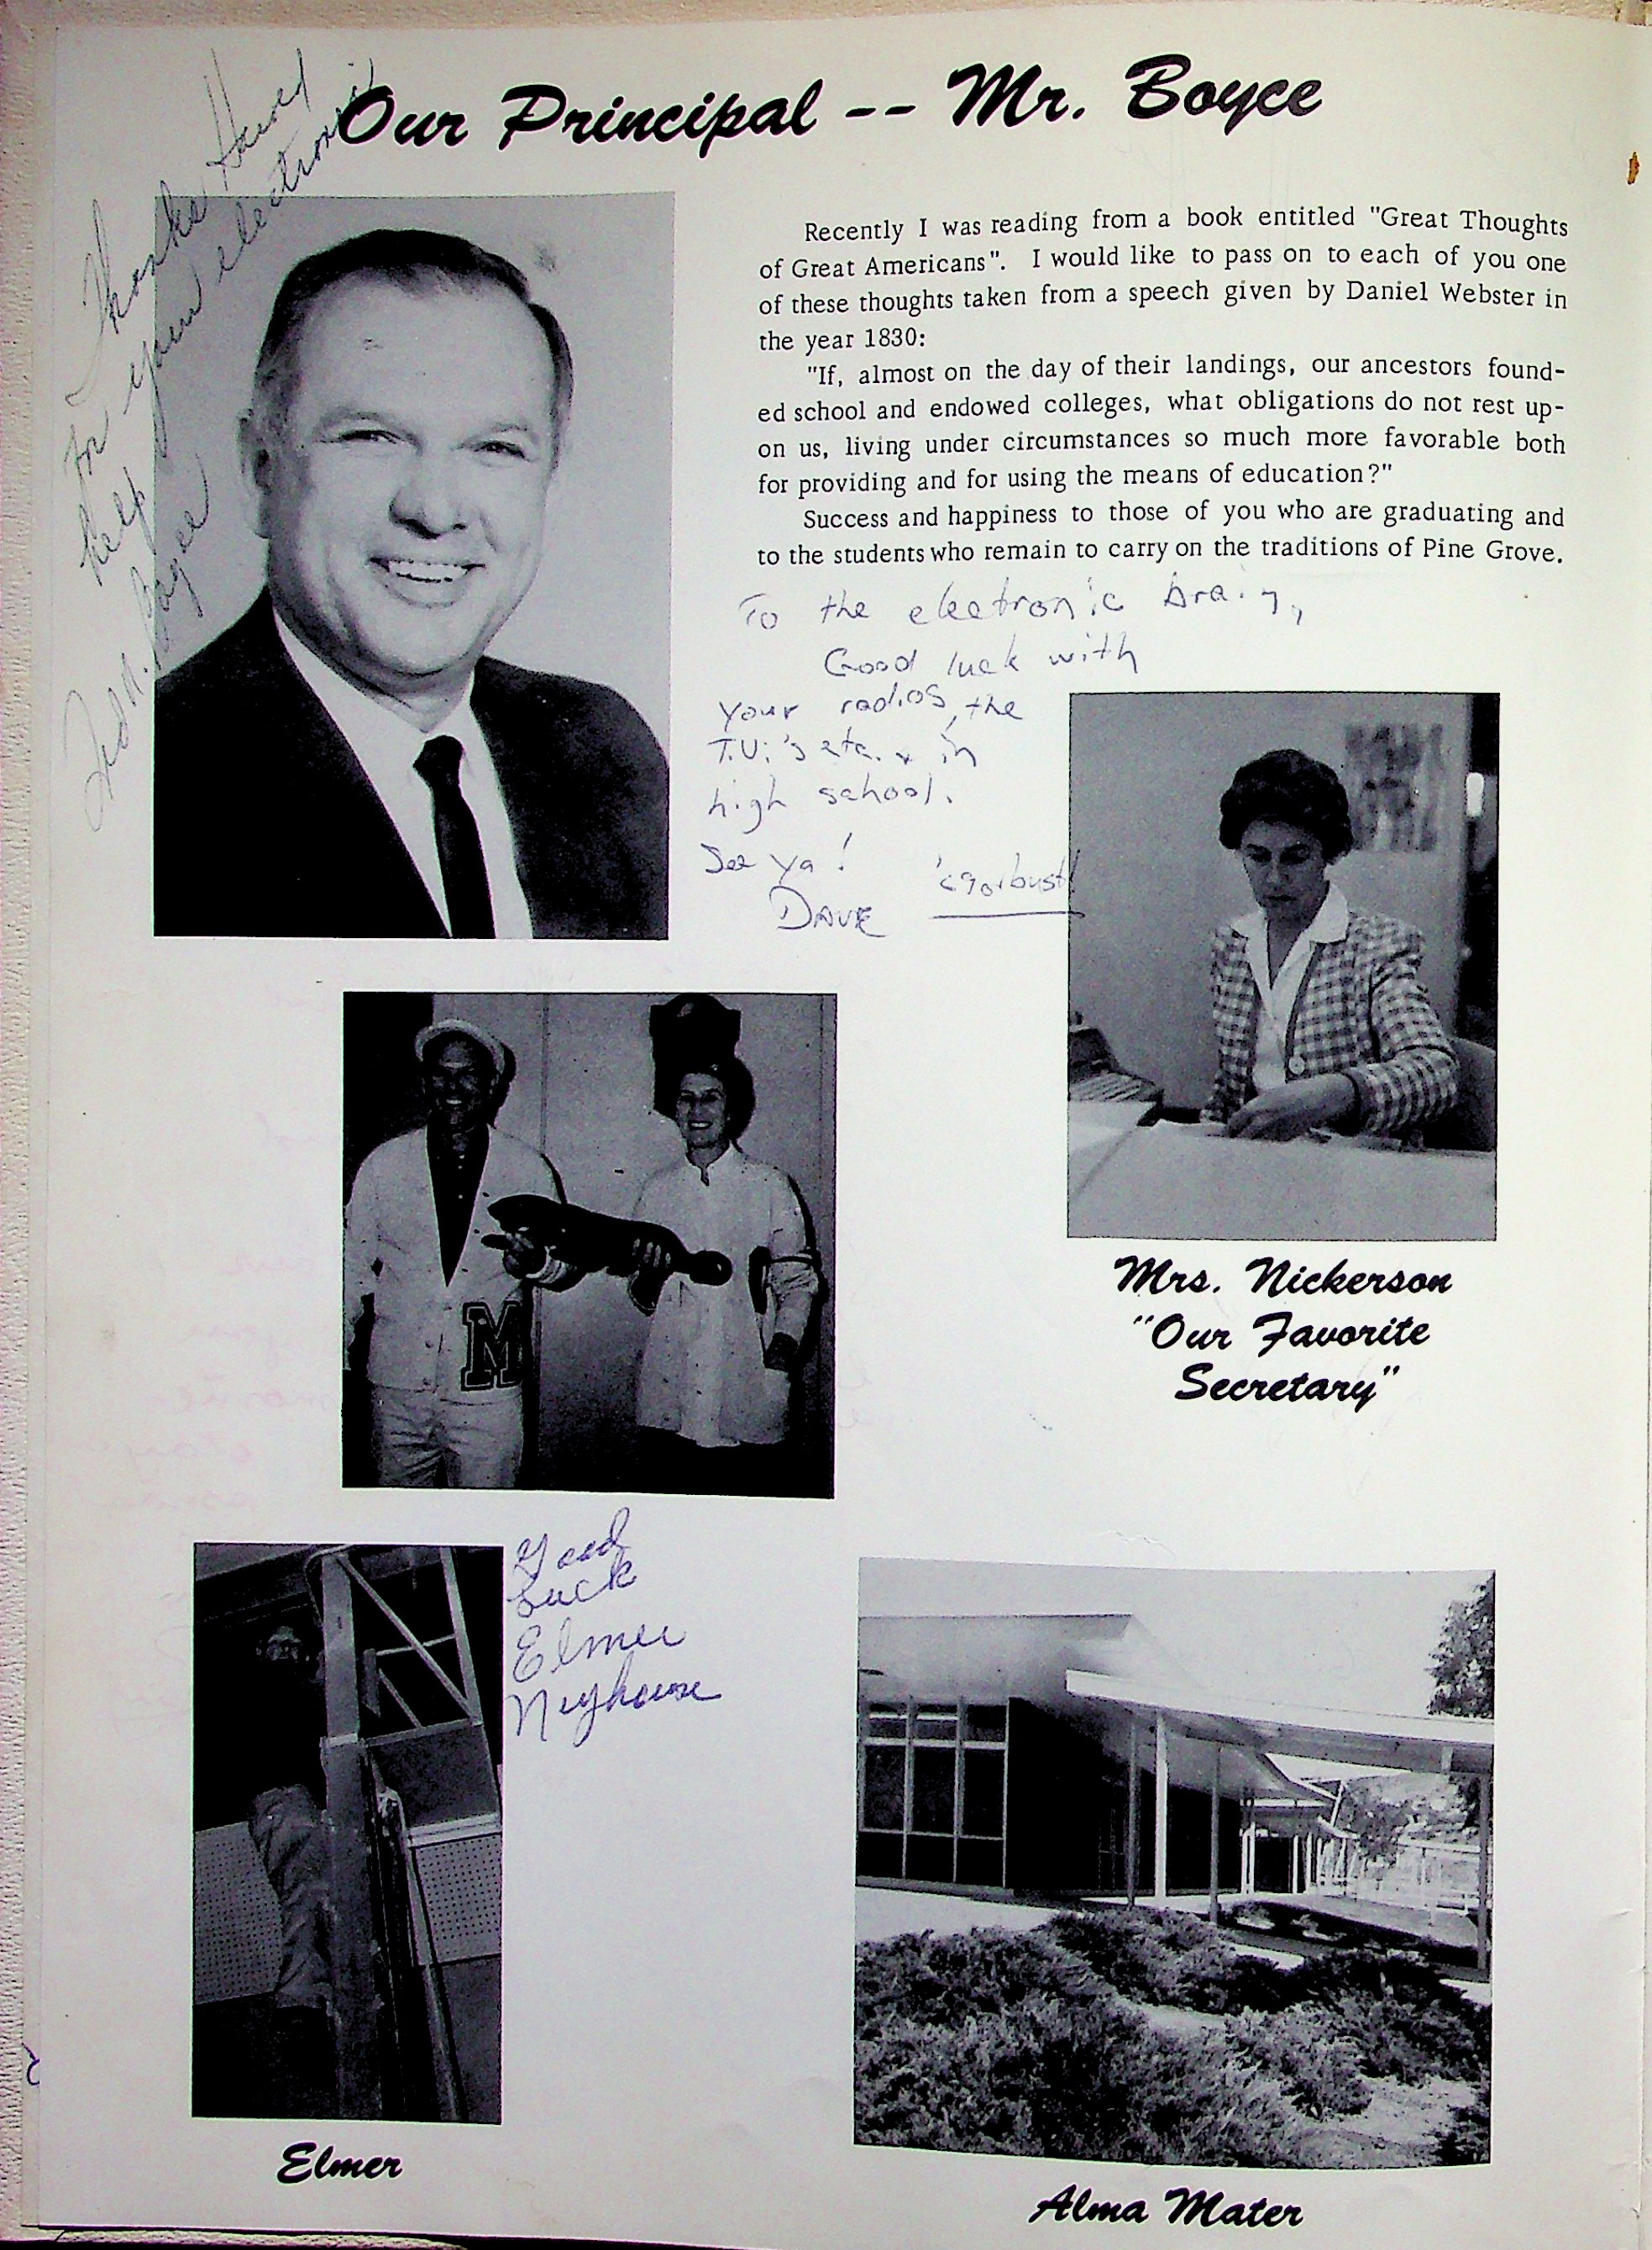 Our Principal -- Mr. Boyce
Thanks
for your electronic
help
Boyce
Recently I was reading from a book entitled "Great Thoughts
of Great Americans". I would like to pass on to each of you one
of these thoughts taken from a speech given by Daniel Webster in
the year 1830:
"If, almost on the day of their landings, our ancestors found-
ed school and endowed colleges, what obligations do not rest up-
on us, living under circumstances so much more favorable both
for providing and for using the means of education?"
Success and happiness to those of you who are graduating and
to the students who remain to carry on the traditions of Pine Grove.
To the electronic brain,
Good luck with
your radios, the
T.V.'s etc. in
high school.
See ya!
DAVE
M
Mrs. Nickerson
"Our Favorite
Secretary"
Good
Luck
Elmer
Elmer
Alma Mater